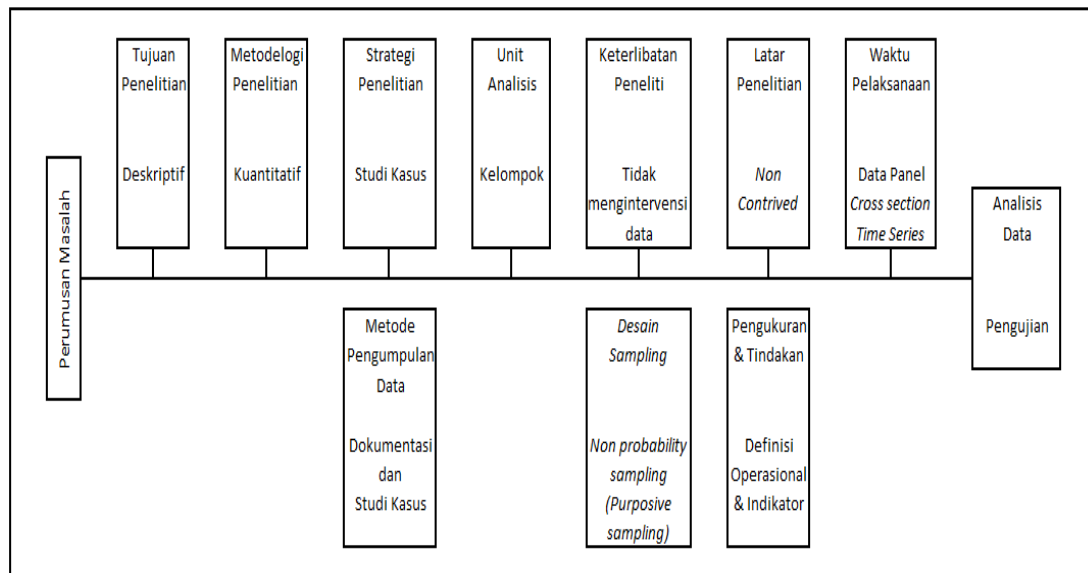 Perumusan Masalah
Tujuan
Penelitian
Deskriptif
Metodelogi
Penelitian
Kuantitatif
Strategi
Penelitian
Studi Kasus
Unit
Analisis
Kelompok
Keterlibatan
Peneliti
Tidak
mengintervensi
data
Latar
Penelitian
Non
Contrived
Waktu
Pelaksanaan
Data Panel
Cross section
Time Series
Metode
Pengumpulan
Data
Dokumentasi
dan
Studi Kasus
Desain
Sampling
Non probability
sampling
(Purposive
sampling)
Pengukuran
& Tindakan
Definisi
Operasional
& Indikator
Analisis
Data
Pengujian